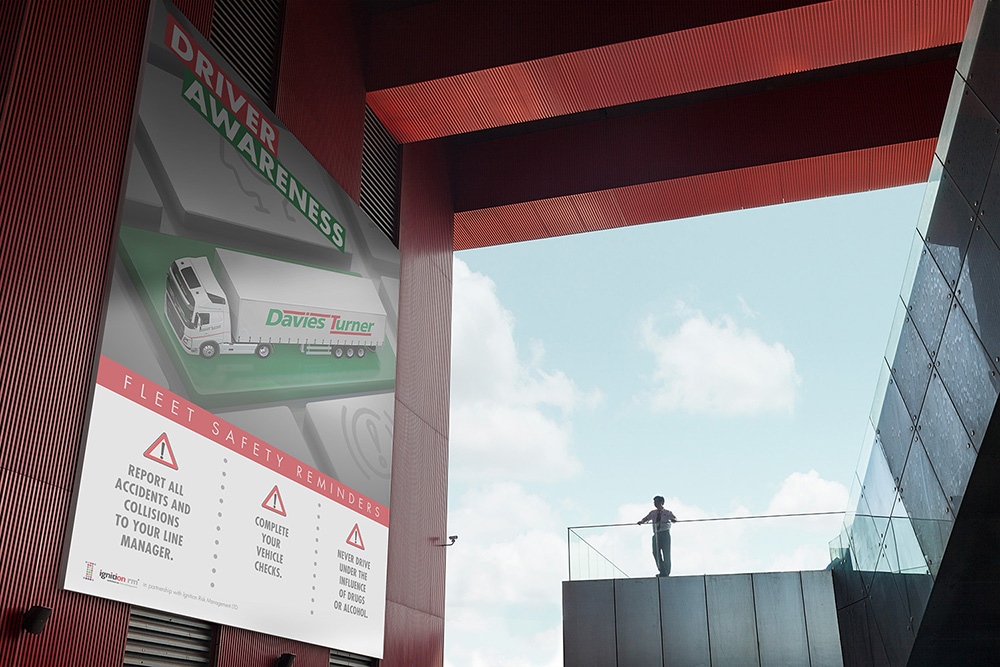 DRIVER
AWARENESS
Davies Turner
FLEET SAFETY REMINDERS
REPORT ALL
ACCIDENTS AND
COLLISIONS
TO YOUR LINE
MANAGER.
COMPLETE
YOUR
VEHICLE
CHECKS.
NEVER DRIVE
UNDER THE
INFLUENCE
OF DRUGS
OR ALCOHOL.
ignition rm
in partnership with Ignition Risk Management LTD